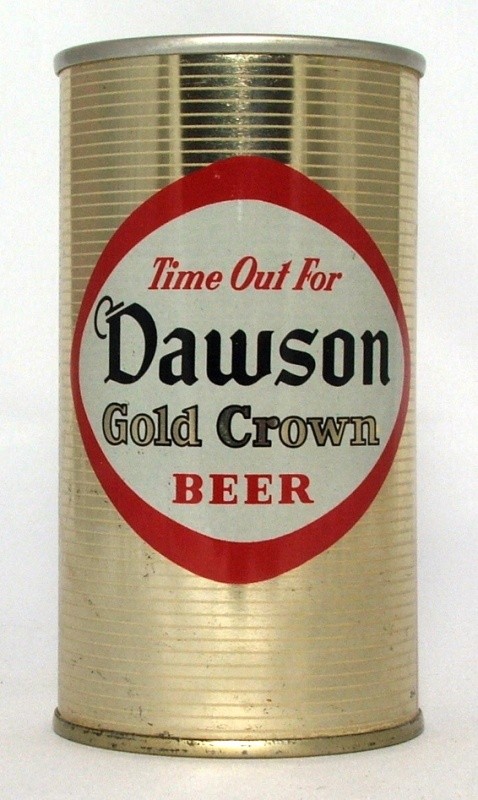 Time Out For
Dawson
Gold Crown
BEER